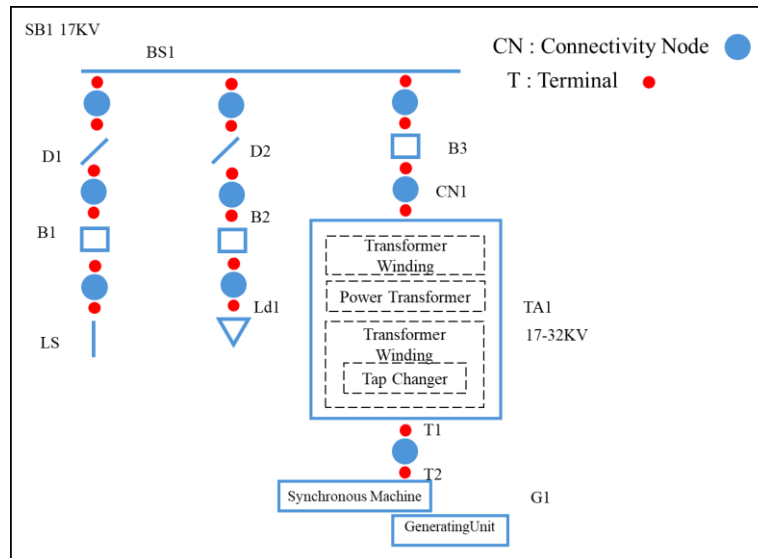 SB1 17KV
BS1
CN : Connectivity Node
T : Terminal
D1
D2
B3
CN1
B1
B2
Transformer
Winding
Power Transformer
Transformer
Winding
Tap Changer
TA1
17-32KV
Ld1
LS
T1
T2
Synchronous Machine
G1
GeneratingUnit